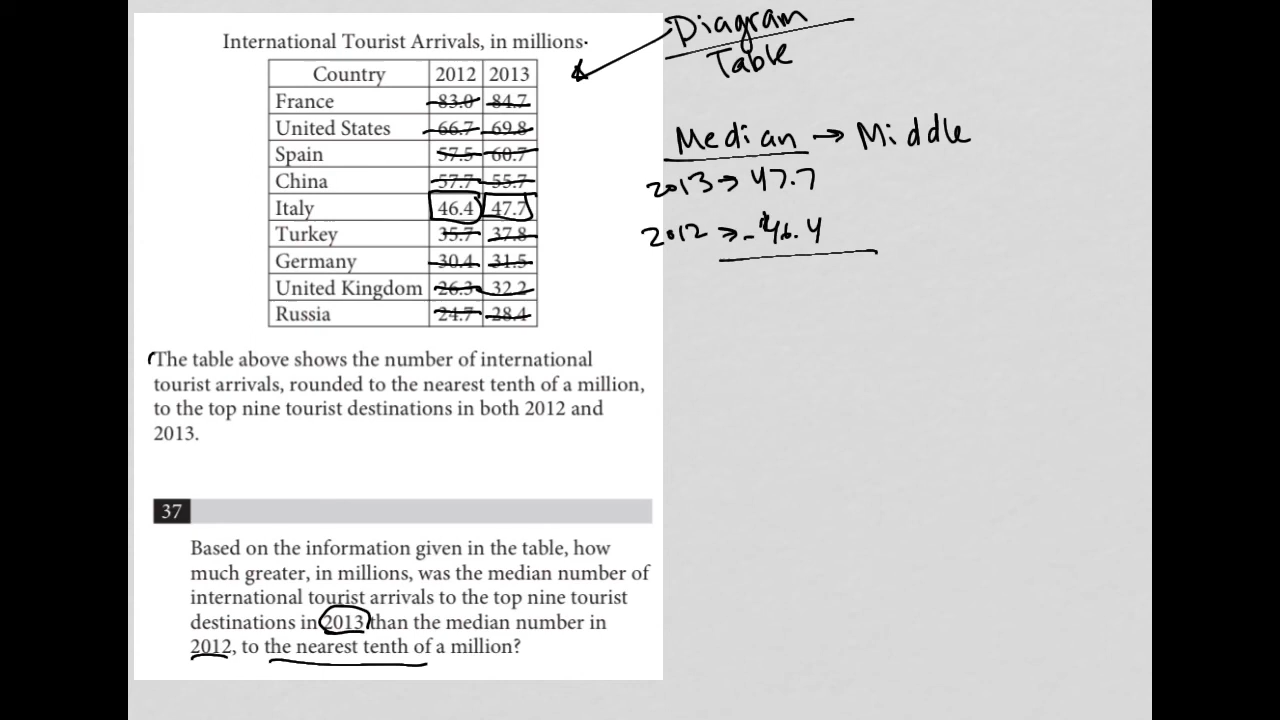 International Tourist Arrivals, in millions
Country 2012 2013
France 83.0 84.7
United States 66.7 69.8
Spain 57.5 60.7
China 57.7 55.7
Italy 46.4 47.7
Turkey 35.7 37.8
Germany 30.4 31.5
United Kingdom 26.3 32.2
Russia 24.7 28.4
The table above shows the number of international
tourist arrivals, rounded to the nearest tenth of a million,
to the top nine tourist destinations in both 2012 and
2013.
37
Based on the information given in the table, how
much greater, in millions, was the median number of
international tourist arrivals to the top nine tourist
destinations in 2013 than the median number in
2012, to the nearest tenth of a million?
Diagram
Table
Median → Middle
2013 → 47.7
2012 → - 46.4